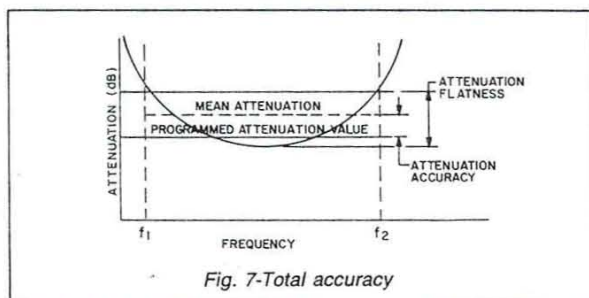 ATTENUATION (dB)
MEAN ATTENUATION
PROGRAMMED ATTENUATION VALUE
ATTENUATION
FLATNESS
ATTENUATION
ACCURACY
f1
f2
FREQUENCY
Fig. 7-Total accuracy